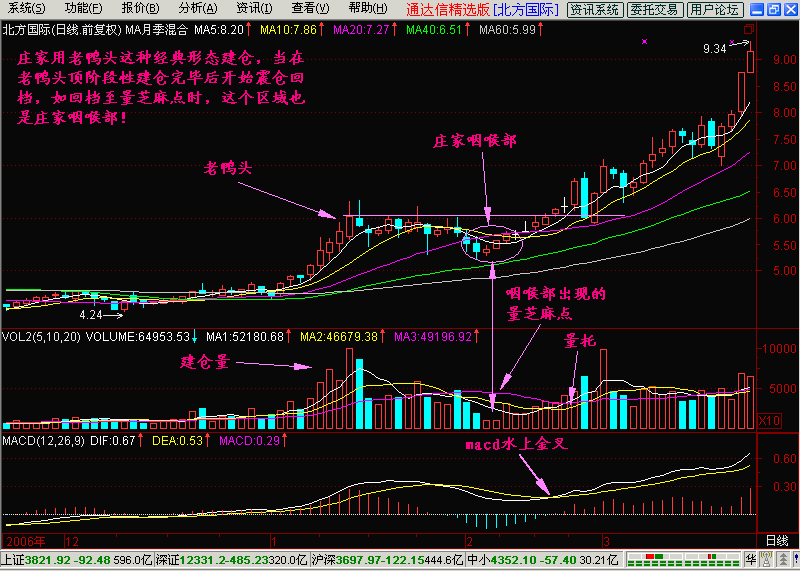 系统(S) 功能(F) 报价(B) 分析(A) 资讯(I) 查看(V) 帮助(H) 通达信精选版[北方国际] 资讯系统 委托交易 用户论坛
北方国际(日线.前复权) MA月季混合 MA5:8.20↑ MA10:7.86↑ MA20:7.27↑ MA40:6.51↑ MA60:5.99↑
9.34
庄家用老鸭头这种经典形态建仓，当在
老鸭头顶阶段性建仓完毕后开始震仓回
档，如回档至量芝麻点时，这个区域也
是庄家咽喉部！
9.00
8.50
8.00
7.50
7.00
6.50
6.00
5.50
5.00
庄家咽喉部
老鸭头
咽喉部出现的
量芝麻点
4.24
VOL2(5,10,20) VOLUME:64953.53↓ MA1:52180.68↑ MA2:46679.38↑ MA3:49196.92↑
量托
建仓量
10000
5000
X10
MACD(12,26,9) DIF:0.67↑ DEA:0.53↑ MACD:0.29↑
macd水上金叉
0.60
0.30
2006年 12 1 2 3 日线
上证3821.92 -92.48 596.0亿 深证12331.2 -485.23 320.0亿 沪深3697.97 -122.15 444.6亿 中小4352.10 -57.40 30.21亿 华